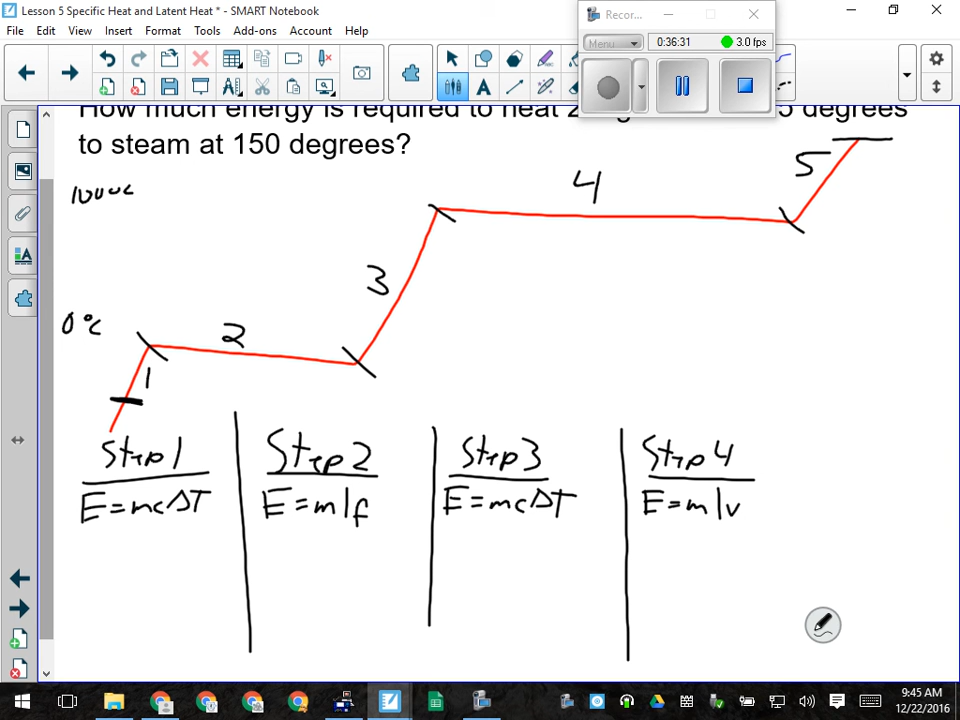 Lesson 5 Specific Heat and Latent Heat * - SMART Notebook
Recor...
File Edit View Insert Format Tools Add-ons Account Help
Menu
0:36:31
3.0 fps
How much energy is required to heat 2
5 degrees
to steam at 150 degrees?
5
4
3
0°C
2
1
Step 1
Step 2
Step 3
Step 4
E=mcΔT
E=mlf
E=mcΔT
E=mlv
9:45 AM
12/22/2016